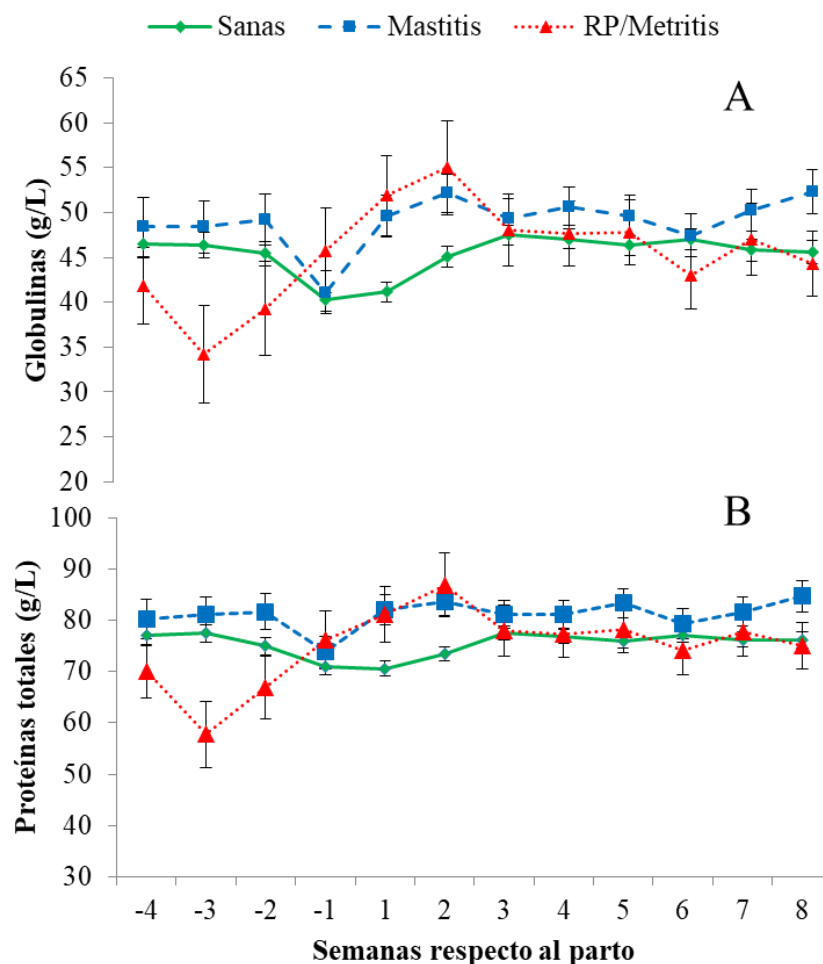 Sanas Mastitis RP/Metritis
A
Globulinas (g/L)
65
60
55
50
45
40
35
30
25
20
B
Proteínas totales (g/L)
100
90
80
70
60
50
40
30
-4 -3 -2 -1 1 2 3 4 5 6 7 8
Semanas respecto al parto